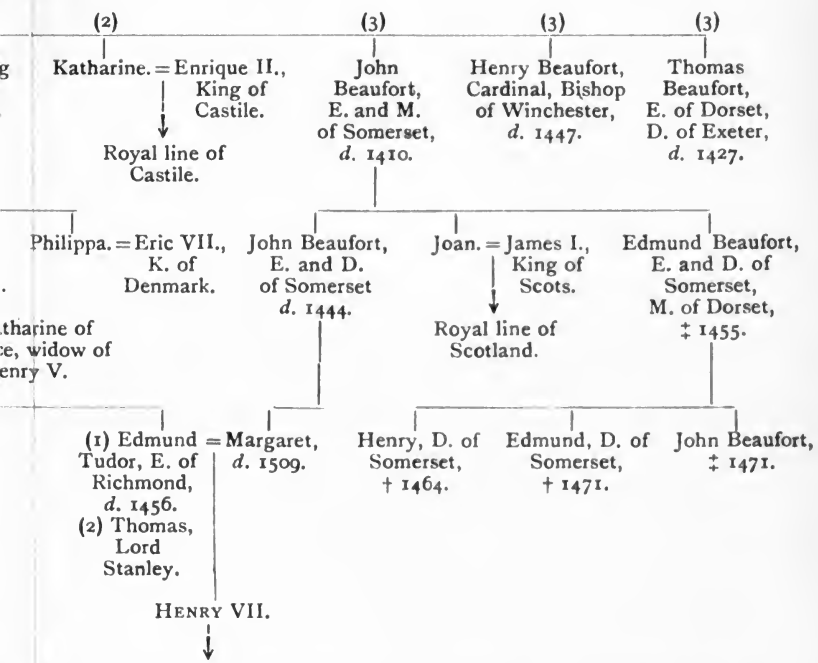 (2) (3) (3) (3)
g
Katharine. = Enrique II.,
King of
Castile.
Royal line of
Castile.
John
Beaufort,
E. and M.
of Somerset,
d. 1410.
Henry Beaufort,
Cardinal, Bishop
of Winchester,
d. 1447.
Thomas
Beaufort,
E. of Dorset,
D. of Exeter,
d. 1427.
Philippa. = Eric VII.,
K. of
Denmark.
John Beaufort,
E. and D.
of Somerset
d. 1444.
Joan. = James I.,
King of
Scots.
Royal line of
Scotland.
Edmund Beaufort,
E. and D. of
Somerset,
M. of Dorset,
‡ 1455.
tharine of
ce, widow of
enry V.
(1) Edmund = Margaret,
Tudor, E. of
Richmond,
d. 1456.
(2) Thomas,
Lord
Stanley.
d. 1509.
Henry, D. of
Somerset,
† 1464.
Edmund, D. of
Somerset,
† 1471.
John Beaufort,
‡ 1471.
HENRY VII.